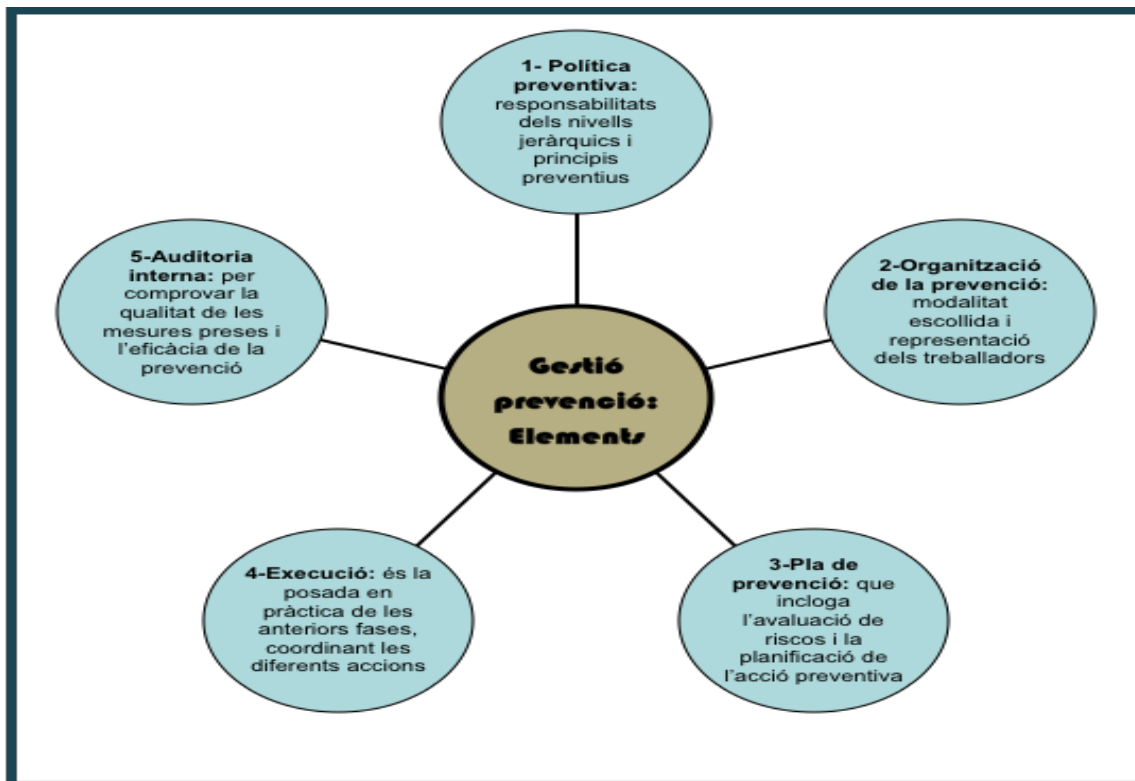 1- Política
preventiva:
responsabilitats
dels nivells
jeràrquics i
principis
preventius
5-Auditoria
interna: per
comprovar la
qualitat de les
mesures preses i
l'eficàcia de la
prevenció
2-Organització
de la prevenció:
modalitat
escollida i
representació
dels treballadors
Gestió
prevenció:
Elements
4-Execució: és la
posada en
pràctica de les
anteriors fases,
coordinant les
diferents accions
3-Pla de
prevenció: que
incloga
l'avaluació de
riscos i la
planificació de
l'acció preventiva